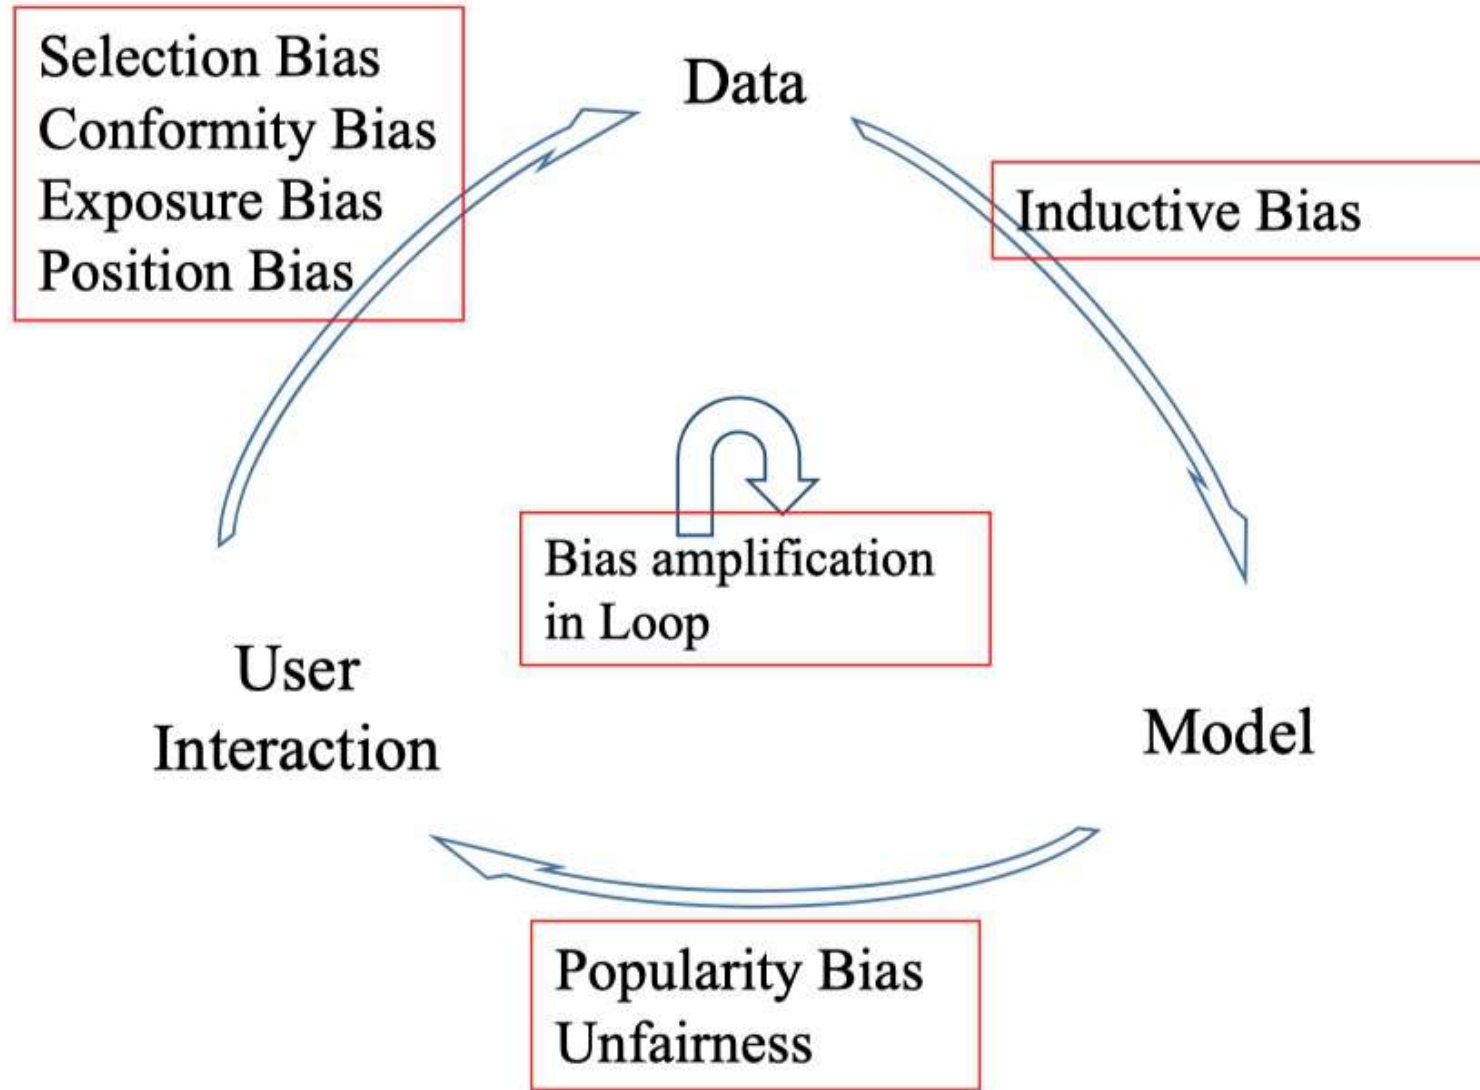 Selection Bias
Conformity Bias
Exposure Bias
Position Bias
Data
Inductive Bias
Bias amplification
in Loop
User
Interaction
Model
Popularity Bias
Unfairness